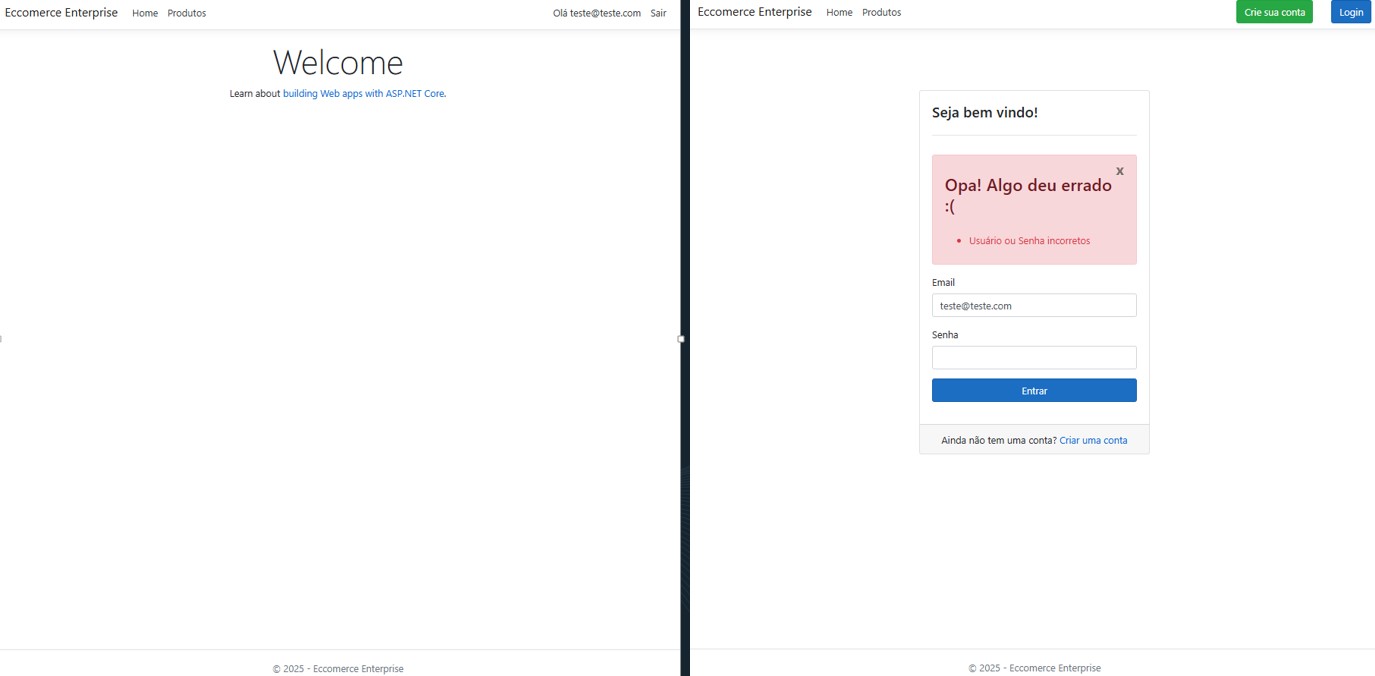 Eccomerce Enterprise Home Produtos Olá teste@teste.com Sair
Welcome
Learn about building Web apps with ASP.NET Core.
© 2025 - Eccomerce Enterprise
Eccomerce Enterprise Home Produtos Crie sua conta Login
Seja bem vindo!
x
Opa! Algo deu errado
:(
Usuário ou Senha incorretos
Email
teste@teste.com
Senha
Entrar
Ainda não tem uma conta? Criar uma conta
© 2025 - Eccomerce Enterprise